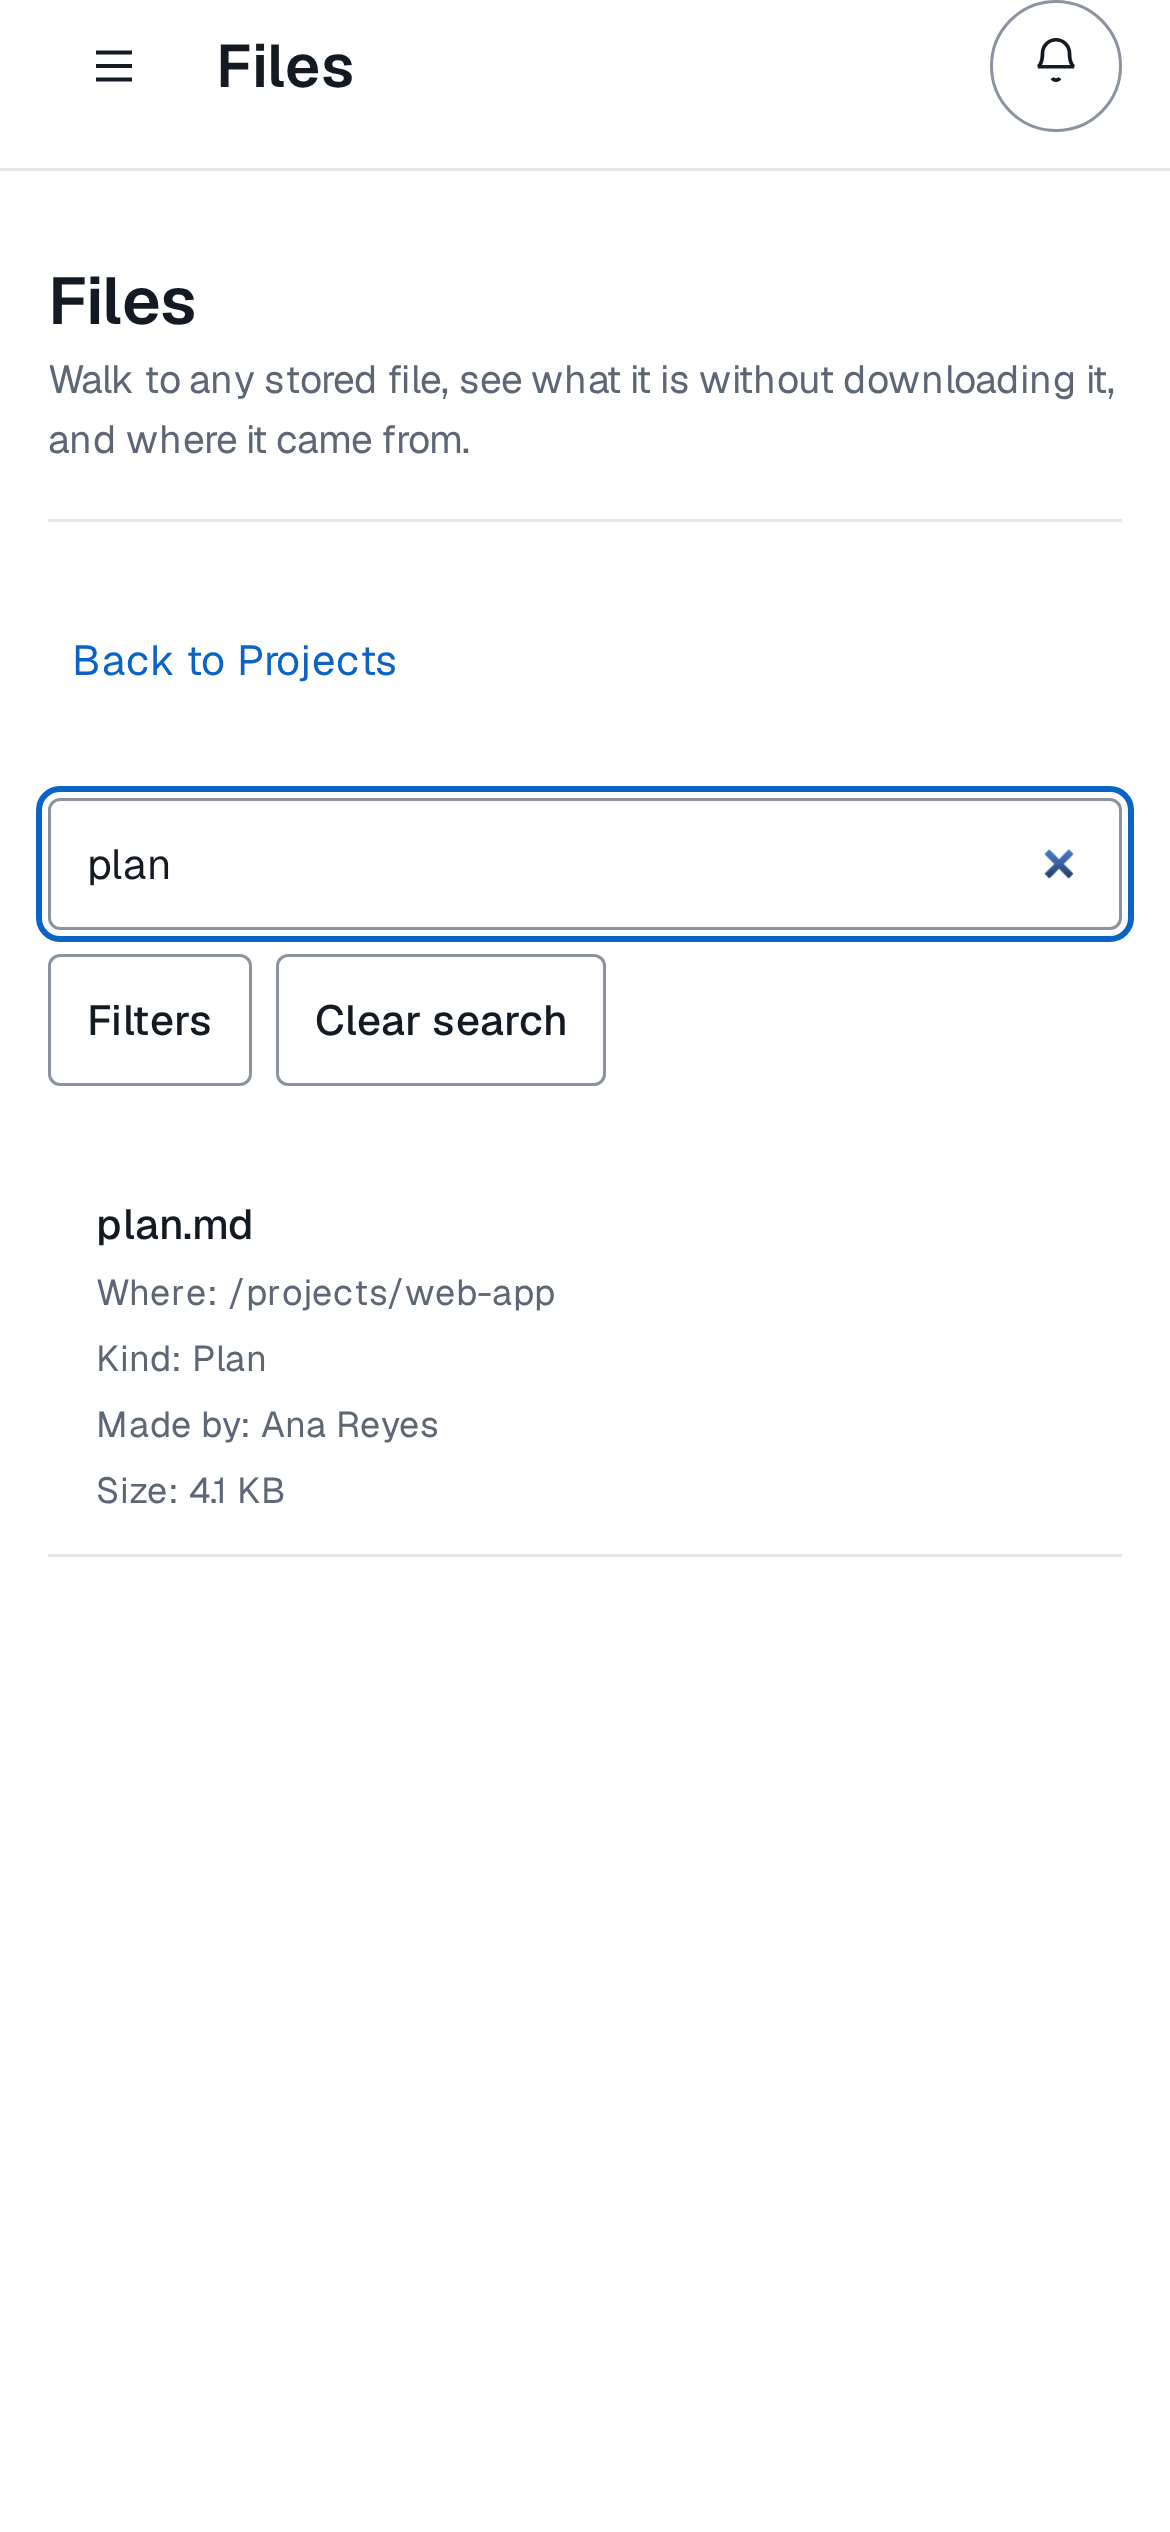 Files
Files
Walk to any stored file, see what it is without downloading it,
and where it came from.
Back to Projects
plan
Filters
Clear search
plan.md
Where: /projects/web-app
Kind: Plan
Made by: Ana Reyes
Size: 4.1 KB